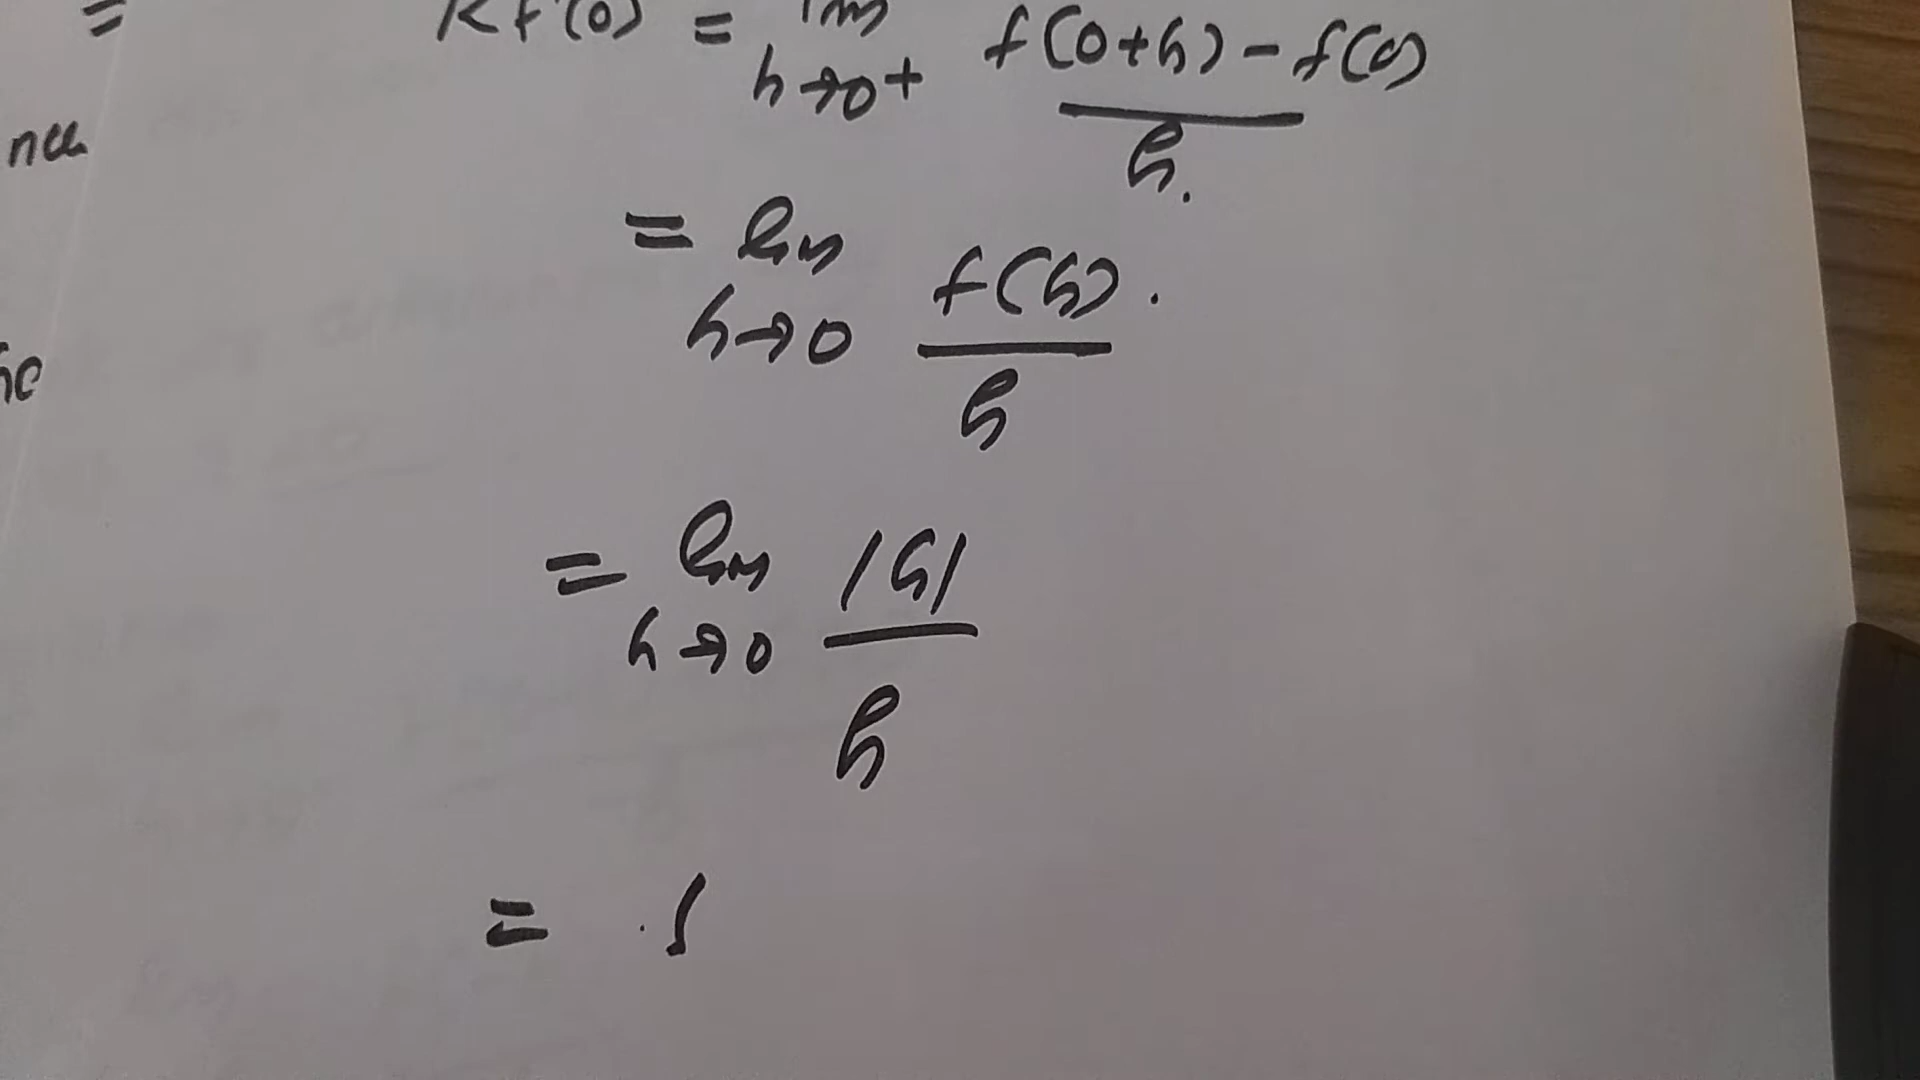 =
Rf'(0) = lim
h→0+ f(0+h) - f(0)
h.
= lim
h→0 f(h).
h
= lim
h→0 |h|
h
= 1